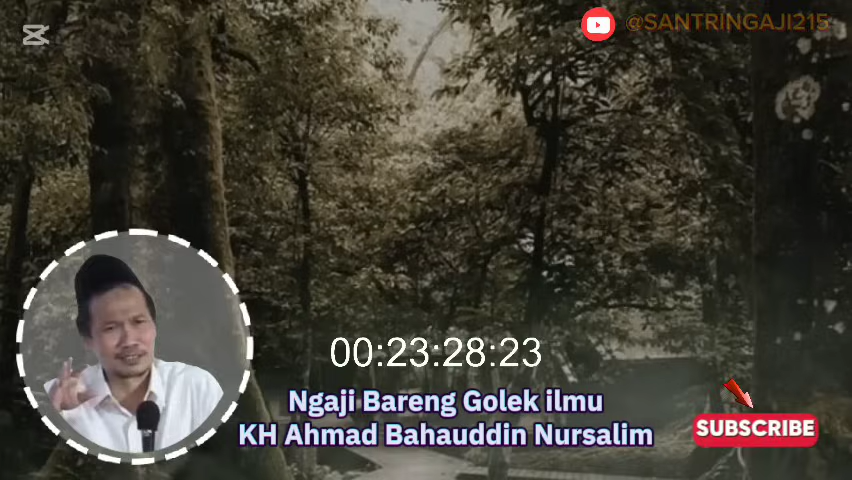 @SANTRINGAJI215
00:23:28:23
Ngaji Bareng Golek ilmu
KH Ahmad Bahauddin Nursalim
SUBSCRIBE